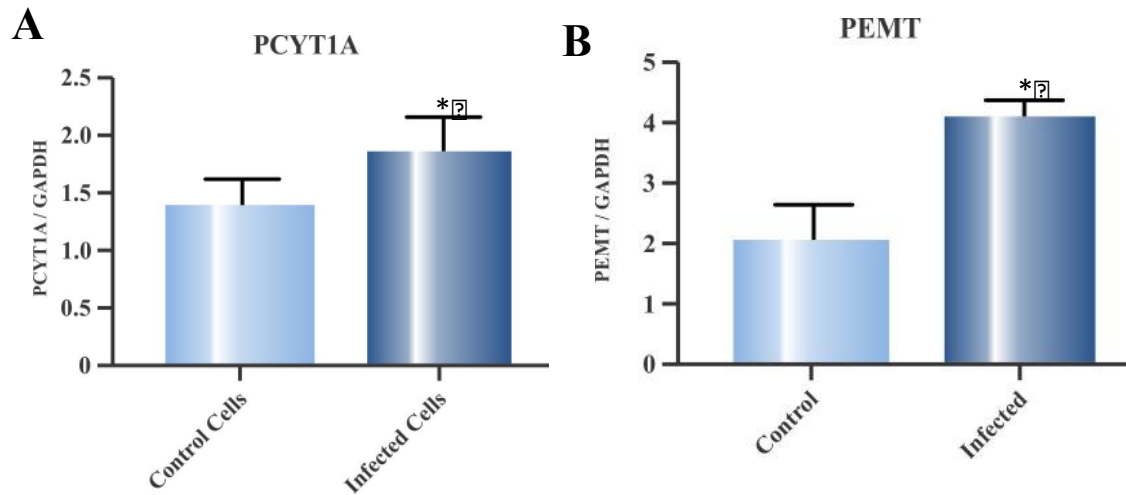 A
PCYT1A
PCYT1A / GAPDH
2.5
2.0
1.5
1.0
0.5
0
*
Control Cells
Infected Cells
B
PEMT
PEMT / GAPDH
5
4
3
2
1
0
*
Control
Infected